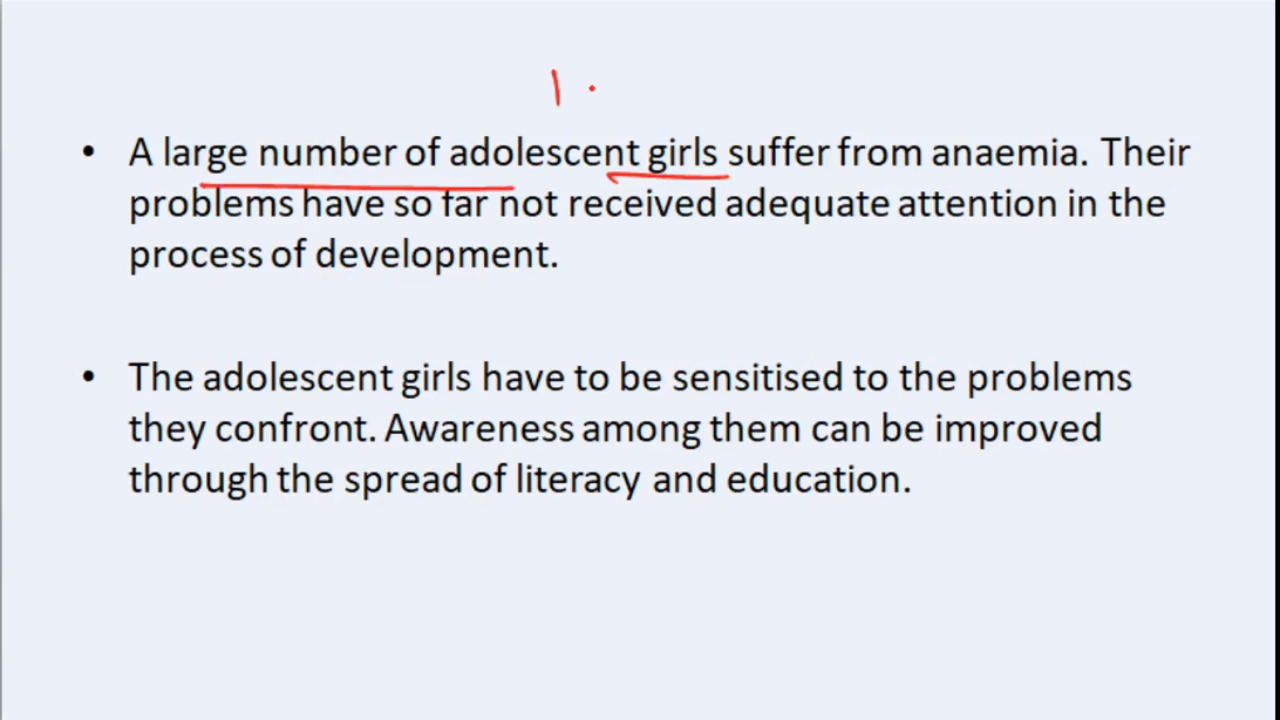 • A large number of adolescent girls suffer from anaemia. Their
problems have so far not received adequate attention in the
process of development.
• The adolescent girls have to be sensitised to the problems
they confront. Awareness among them can be improved
through the spread of literacy and education.